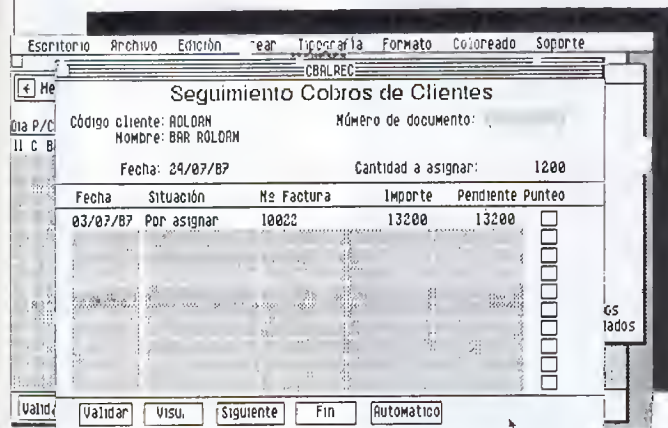 Escritorio Archivo Edición Tipografía Formato Coloreado Soporte
CBALREC
Seguimiento Cobros de Clientes
Código cliente: ROLDAN Número de documento:
Nombre: BAR ROLDAN
Fecha: 29/07/87 Cantidad a asignar: 1200
Fecha Situación Nº Factura Importe Pendiente Punteo
03/07/87 Por asignar 10022 13200 13200
Validar Visu. Siguiente Fin Automatico